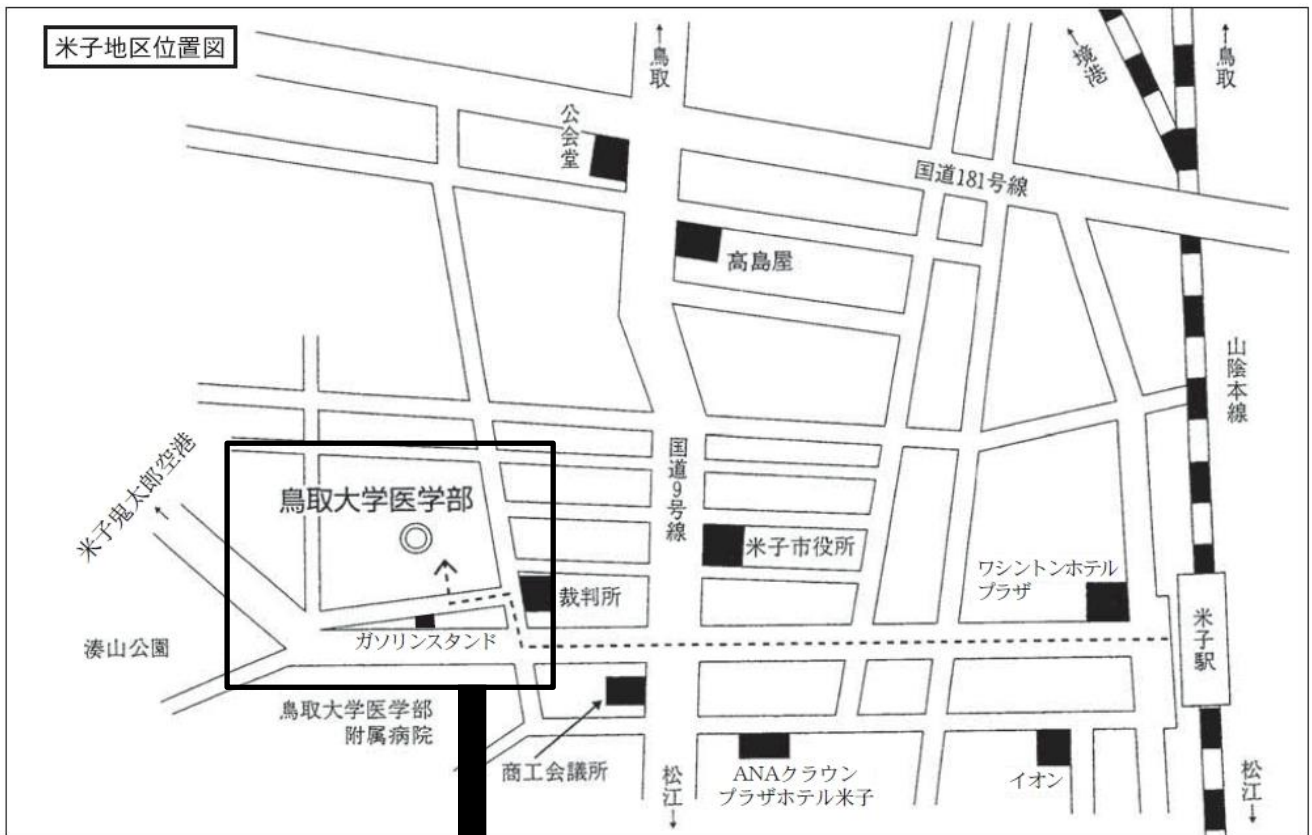 米子地区位置図
←鳥取
境港
←
←鳥取
公会堂
国道181号線
髙島屋
山陰本線
米子鬼太郎空港
←
国道9号線
鳥取大学医学部
米子市役所
ワシントンホテル
プラザ
裁判所
ガソリンスタンド
湊山公園
米子駅
鳥取大学医学部
附属病院
商工会議所
松江→
ANAクラウン
プラザホテル米子
イオン
松江→